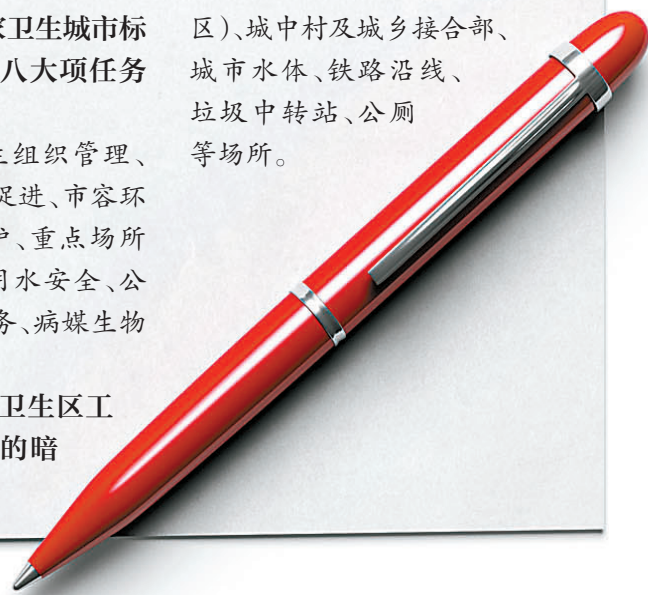 家卫生城市标
八大项任务
生组织管理、
促进、市容环
护、重点场所
用水安全、公
务、病媒生物
卫生区工
的暗
区)、城中村及城乡接合部、
城市水体、铁路沿线、
垃圾中转站、公厕
等场所。